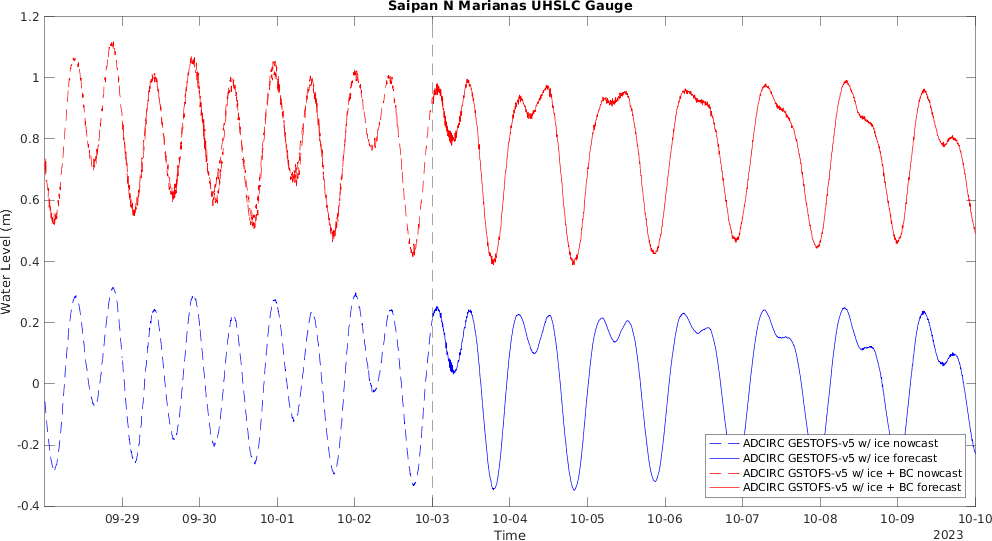 Saipan N Marianas UHSLC Gauge
1.2
1
0.8
0.6
0.4
0.2
0
-0.2
-0.4
Water Level (m)
ADCIRC GESTOFS-v5 w/ ice nowcast
ADCIRC GESTOFS-v5 w/ ice forecast
ADCIRC GSTOFS-v5 w/ ice + BC nowcast
ADCIRC GSTOFS-v5 w/ ice + BC forecast
09-29 09-30 10-01 10-02 10-03 10-04 10-05 10-06 10-07 10-08 10-09 10-10
Time
2023